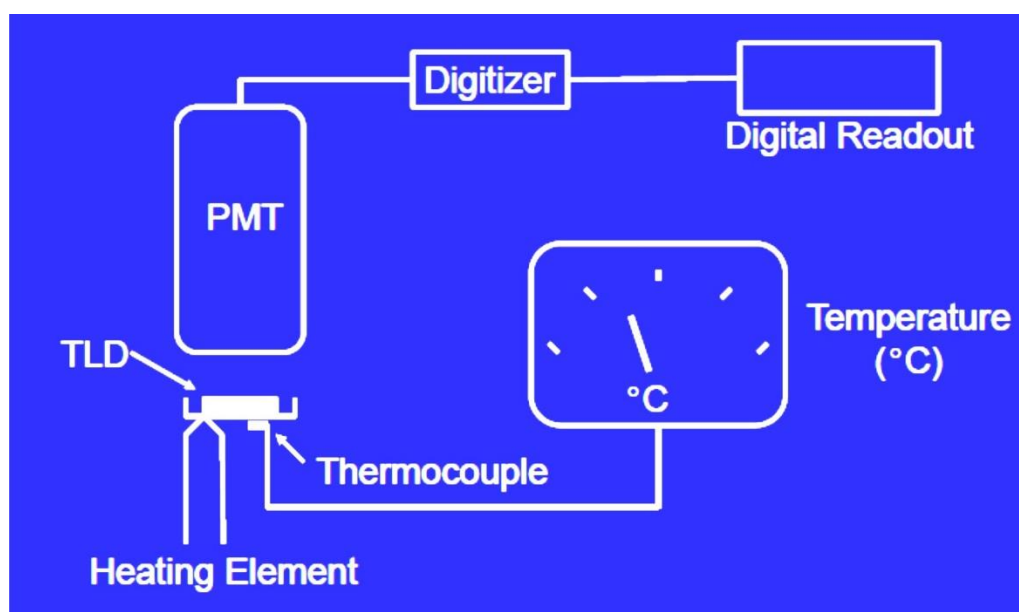 Digitizer
Digital Readout
PMT
TLD
Temperature
(°C)
°C
Thermocouple
Heating Element